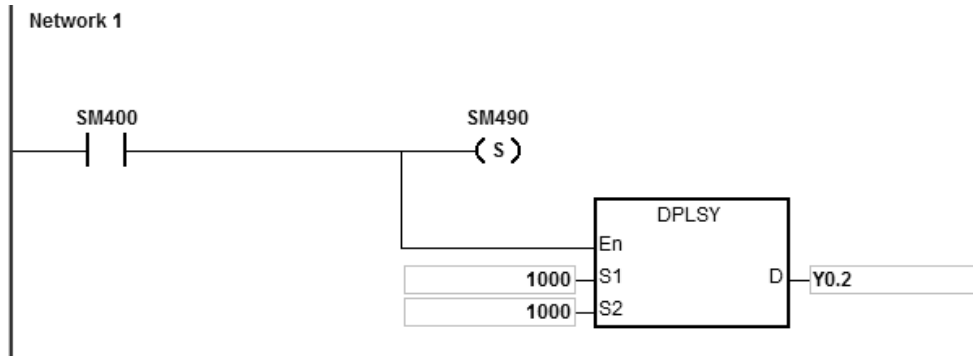 Network 1
SM400 SM490
( S )
DPLSY
En
1000 S1 D Y0.2
1000 S2